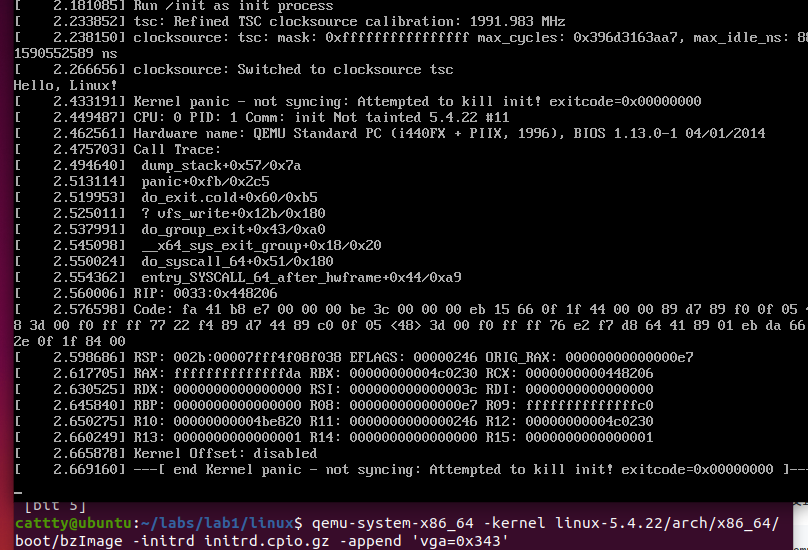 [    2.181085] Run /init as init process
[    2.233852] tsc: Refined TSC clocksource calibration: 1991.983 MHz
[    2.238150] clocksource: tsc: mask: 0xffffffffffffffff max_cycles: 0x396d3163aa7, max_idle_ns: 88
1590552589 ns
[    2.266656] clocksource: Switched to clocksource tsc
Hello, Linux!
[    2.433191] Kernel panic - not syncing: Attempted to kill init! exitcode=0x00000000
[    2.449487] CPU: 0 PID: 1 Comm: init Not tainted 5.4.22 #11
[    2.462561] Hardware name: QEMU Standard PC (i440FX + PIIX, 1996), BIOS 1.13.0-1 04/01/2014
[    2.475703] Call Trace:
[    2.494640]  dump_stack+0x57/0x7a
[    2.513114]  panic+0xfb/0x2c5
[    2.519953]  do_exit.cold+0x60/0xb5
[    2.525011]  ? vfs_write+0x12b/0x180
[    2.537991]  do_group_exit+0x43/0xa0
[    2.545098]  __x64_sys_exit_group+0x18/0x20
[    2.550024]  do_syscall_64+0x51/0x180
[    2.554362]  entry_SYSCALL_64_after_hwframe+0x44/0xa9
[    2.560006] RIP: 0033:0x448206
[    2.576598] Code: fa 41 b8 e7 00 00 00 be 3c 00 00 00 eb 15 66 0f 1f 44 00 00 89 d7 89 f0 0f 05 4
8 3d 00 f0 ff ff 77 22 f4 89 d7 44 89 c0 0f 05 <48> 3d 00 f0 ff ff 76 e2 f7 d8 64 41 89 01 eb da 66
2e 0f 1f 84 00
[    2.598686] RSP: 002b:00007fff4f08f038 EFLAGS: 00000246 ORIG_RAX: 00000000000000e7
[    2.617705] RAX: ffffffffffffffda RBX: 00000000004c0230 RCX: 0000000000448206
[    2.630525] RDX: 0000000000000000 RSI: 000000000000003c RDI: 0000000000000000
[    2.645840] RBP: 0000000000000000 R08: 00000000000000e7 R09: ffffffffffffffc0
[    2.650275] R10: 00000000004be820 R11: 0000000000000246 R12: 00000000004c0230
[    2.660249] R13: 0000000000000001 R14: 0000000000000000 R15: 0000000000000001
[    2.665878] Kernel Offset: disabled
[    2.669160] ---[ end Kernel panic - not syncing: Attempted to kill init! exitcode=0x00000000 ]---
[bit 5]
cattty@ubuntu:~/labs/lab1/linux$ qemu-system-x86_64 -kernel linux-5.4.22/arch/x86_64/
boot/bzImage -initrd initrd.cpio.gz -append 'vga=0x343'